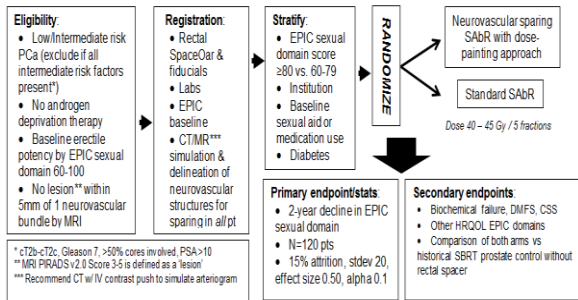 Eligibility:
• Low/Intermediate risk
PCa (exclude if all
intermediate risk factors
present*)
• No androgen
deprivation therapy
• Baseline erectile
potency by EPIC sexual
domain 60-100
• No lesion** within
5mm of 1 neurovascular
bundle by MRI
Registration:
• Rectal
SpaceOar &
fiducials
• Labs
• EPIC
baseline
• CT/MR***
simulation &
delineation of
neurovascular
structures for
sparing in all pt
Stratify:
• EPIC sexual
domain score
≥80 vs. 60-79
• Institution
• Baseline
sexual aid or
medication use
• Diabetes
RANDOMIZE
Neurovascular sparing
SAbR with dose-
painting approach
Standard SAbR
Dose 40 – 45 Gy / 5 fractions
Primary endpoint/stats:
• 2-year decline in EPIC
sexual domain
• N=120 pts
• 15% attrition, stdev 20,
effect size 0.50, alpha 0.1
Secondary endpoints:
• Biochemical failure, DMFS, CSS
• Other HRQOL EPIC domains
• Comparison of both arms vs
historical SBRT prostate control without
rectal spacer
* cT2b-cT2c, Gleason 7, >50% cores involved, PSA >10
** MRI PIRADS v2.0 Score 3-5 is defined as a 'lesion'
*** Recommend CT w/ IV contrast push to simulate arteriogram